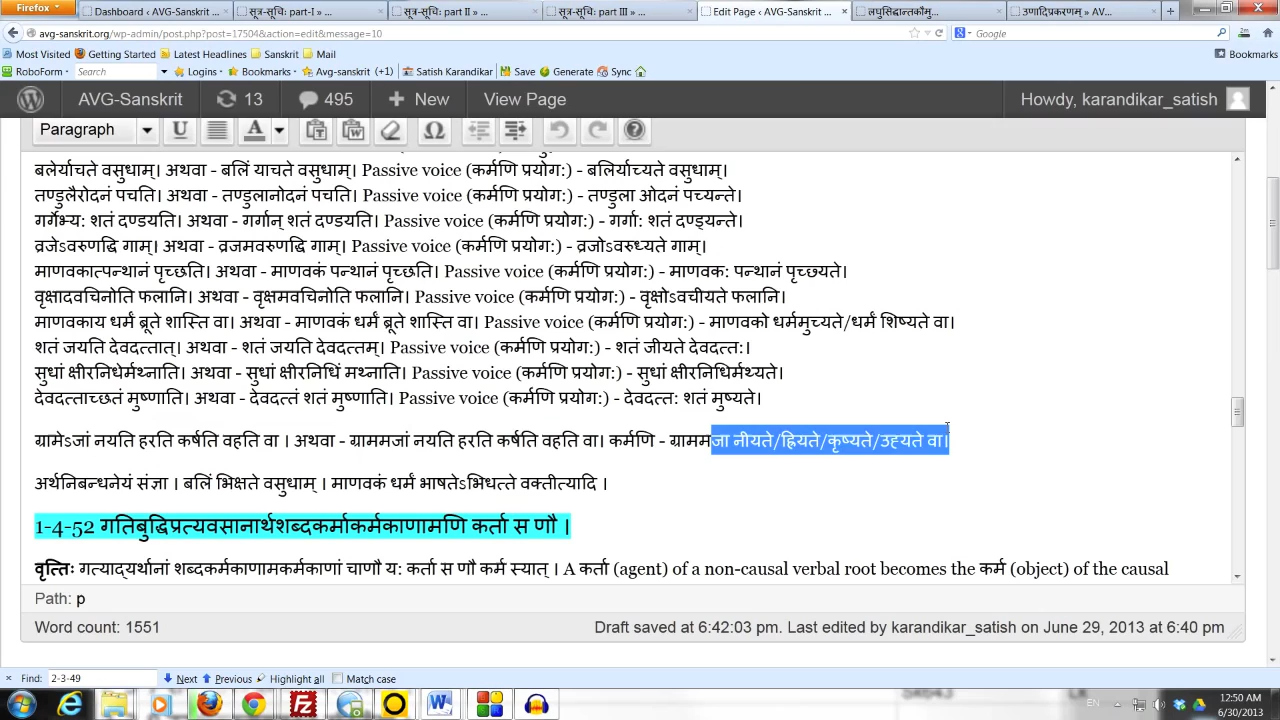 Firefox
Dashboard ‹ AVG-Sanskrit ...
सूत्र-सूचिः part-I » ...
सूत्र-सूचिः part II » ...
सूत्र-सूचिः part III » ...
Edit Page ‹ AVG-Sanskrit ...
लघुसिद्धान्तकौम्...
उणादिप्रकरणम् » AV...
avg-sanskrit.org/wp-admin/post.php?post=17504&action=edit&message=10
Google
Most Visited Getting Started Latest Headlines Sanskrit Mail Bookmarks
RoboForm Search Logins Bookmarks Avg-sanskrit (+1) Satish Karandikar Save Generate Sync
AVG-Sanskrit 13 495 New View Page Howdy, karandikar_satish
Paragraph
बलेर्याचते वसुधाम्। अथवा - बलिं याचते वसुधाम्। Passive voice (कर्मणि प्रयोग:) - बलिर्याच्यते वसुधाम्।
तण्डुलैरोदनं पचति। अथवा - तण्डुलानोदनं पचति। Passive voice (कर्मणि प्रयोग:) - तण्डुला ओदनं पच्यन्ते।
गर्गेभ्य: शतं दण्डयति। अथवा - गर्गान् शतं दण्डयति। Passive voice (कर्मणि प्रयोग:) - गर्गा: शतं दण्ड्यन्ते।
व्रजेऽवरुणद्धि गाम्। अथवा - व्रजमवरुणद्धि गाम्। Passive voice (कर्मणि प्रयोग:) - व्रजोऽवरुध्यते गाम्।
माणवकात्पन्थानं पृच्छति। अथवा - माणवकं पन्थानं पृच्छति। Passive voice (कर्मणि प्रयोग:) - माणवक: पन्थानं पृच्छ्यते।
वृक्षादवचिनोति फलानि। अथवा - वृक्षमवचिनोति फलानि। Passive voice (कर्मणि प्रयोग:) - वृक्षोऽवचीयते फलानि।
माणवकाय धर्मं ब्रूते शास्ति वा। अथवा - माणवकं धर्मं ब्रूते शास्ति वा। Passive voice (कर्मणि प्रयोग:) - माणवको धर्ममुच्यते/धर्मं शिष्यते वा।
शतं जयति देवदत्तात्। अथवा - शतं जयति देवदत्तम्। Passive voice (कर्मणि प्रयोग:) - शतं जीयते देवदत्त:।
सुधां क्षीरनिधेर्मथ्नाति। अथवा - सुधां क्षीरनिधिं मथ्नाति। Passive voice (कर्मणि प्रयोग:) - सुधां क्षीरनिधिर्मथ्यते।
देवदत्ताच्छतं मुष्णाति। अथवा - देवदत्तं शतं मुष्णाति। Passive voice (कर्मणि प्रयोग:) - देवदत्त: शतं मुष्यते।
ग्रामेऽजां नयति हरति कर्षति वहति वा । अथवा - ग्राममजां नयति हरति कर्षति वहति वा। कर्मणि - ग्राममजा नीयते/ह्रियते/कृष्यते/उह्यते वा।
अर्थनिबन्धनेयं संज्ञा । बलिं भिक्षते वसुधाम् । माणवकं धर्मं भाषतेऽभिधत्ते वक्तीत्यादि ।
1-4-52 गतिबुद्धिप्रत्यवसानार्थशब्दकर्माकर्मकाणामणि कर्ता स णौ ।
वृत्तिः गत्याद्यर्थानां शब्दकर्मकाणामकर्मकाणां चाणौ य: कर्ता स णौ कर्म स्यात् । A कर्ता (agent) of a non-causal verbal root becomes the कर्म (object) of the causal
Path: p
Word count: 1551 Draft saved at 6:42:03 pm. Last edited by karandikar_satish on June 29, 2013 at 6:40 pm
Find: 2-3-49 Next Previous Highlight all Match case
EN 12:50 AM
6/30/2013